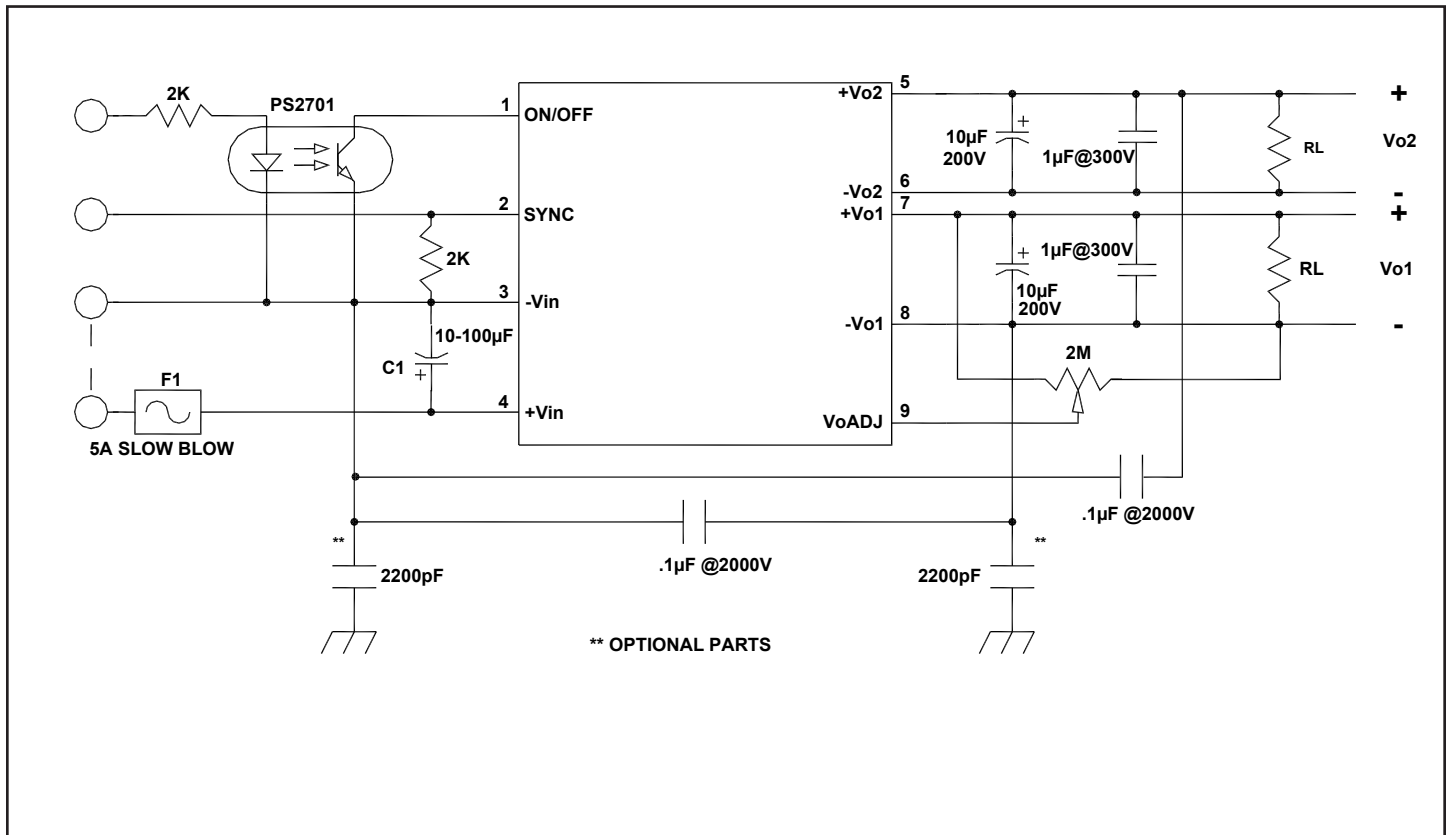 2K
PS2701
1
ON/OFF
2
SYNC
2K
3
-Vin
10-100µF
C1
+
F1
4
+Vin
5A SLOW BLOW
5
+Vo2
+
10µF
200V
1µF@300V
RL
+
Vo2
-
6
-Vo2
7
+Vo1
+
10µF
200V
1µF@300V
RL
+
Vo1
-
8
-Vo1
2M
9
VoADJ
.1µF @2000V
.1µF @2000V
**
2200pF
**
2200pF
** OPTIONAL PARTS